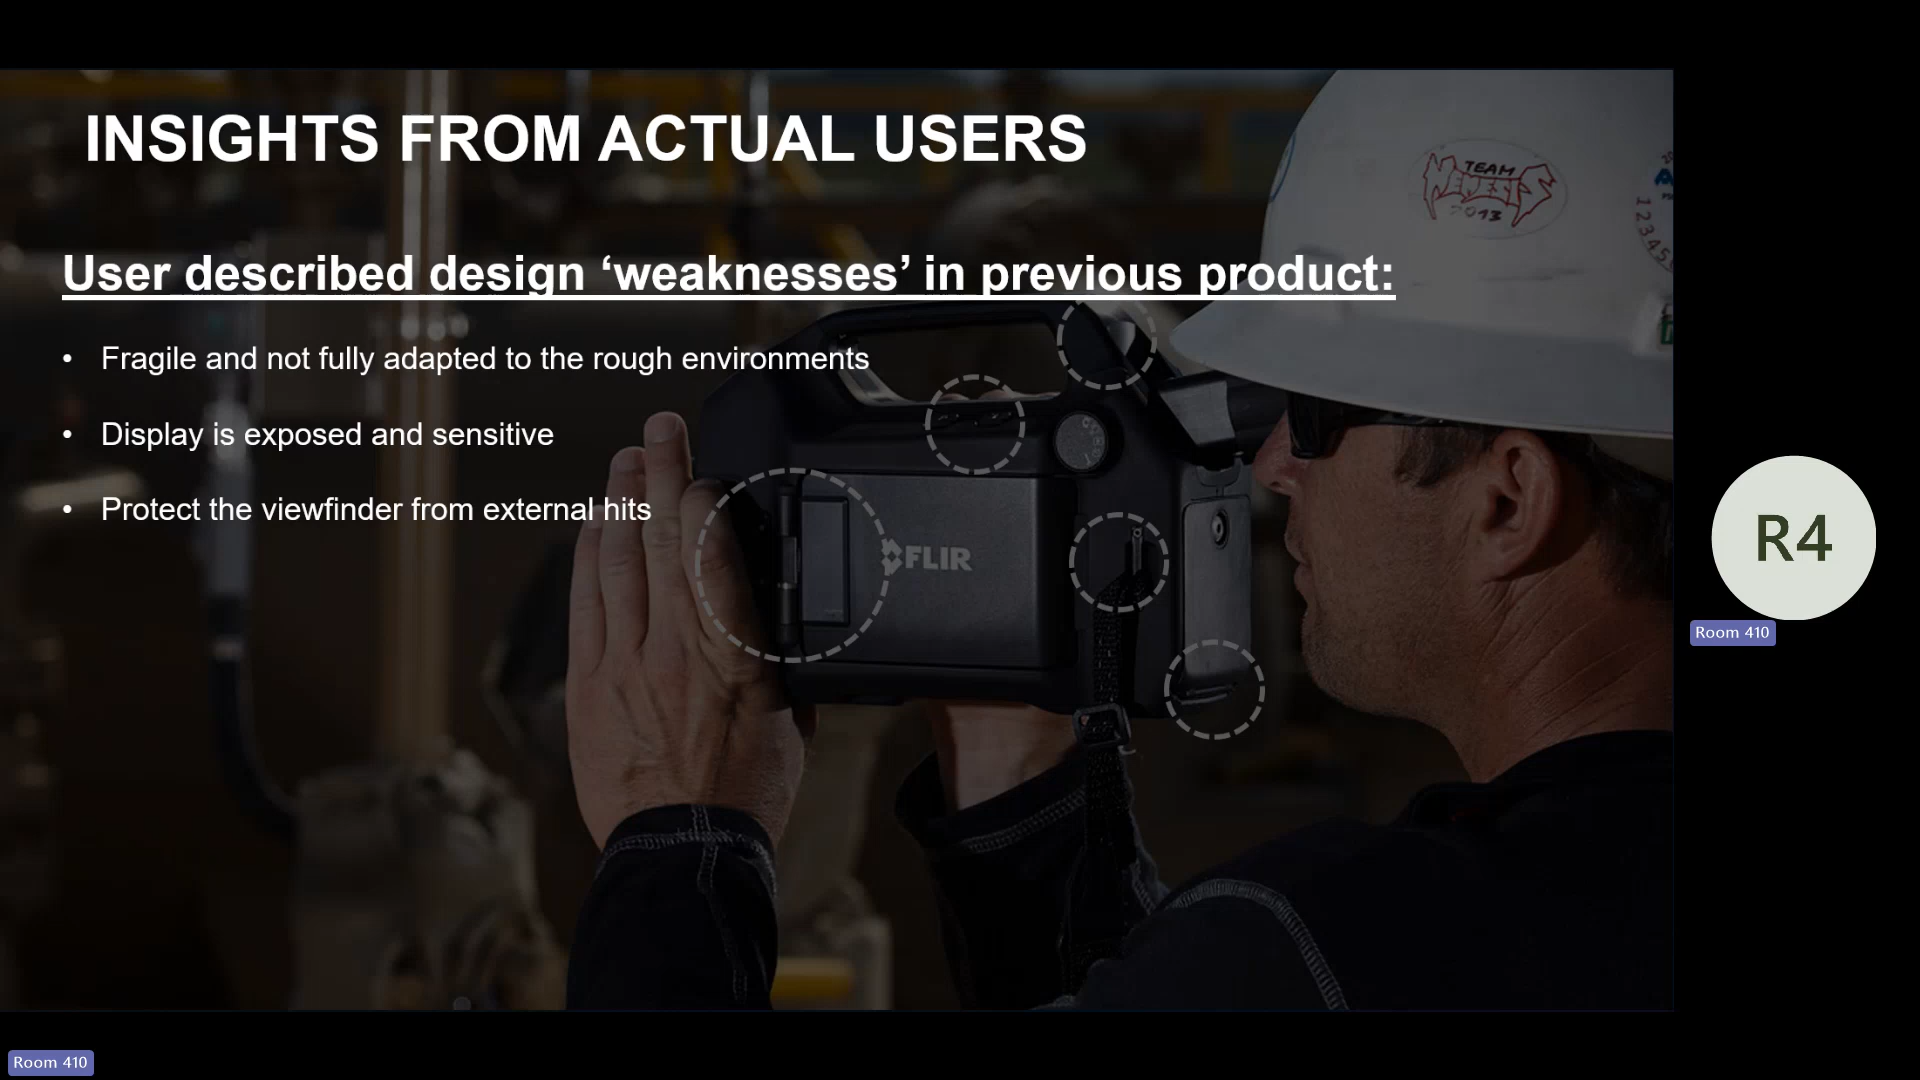 INSIGHTS FROM ACTUAL USERS
User described design ‘weaknesses’ in previous product:
• Fragile and not fully adapted to the rough environments
• Display is exposed and sensitive
• Protect the viewfinder from external hits
FLIR
TEAM
NEMESIS
2013
R4
Room 410
Room 410